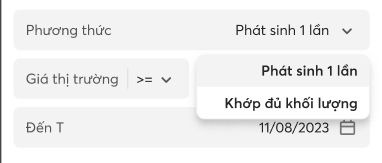 Phương thức Phát sinh 1 lần
Giá thị trường >= Phát sinh 1 lần
Khớp đủ khối lượng
Đến T 11/08/2023